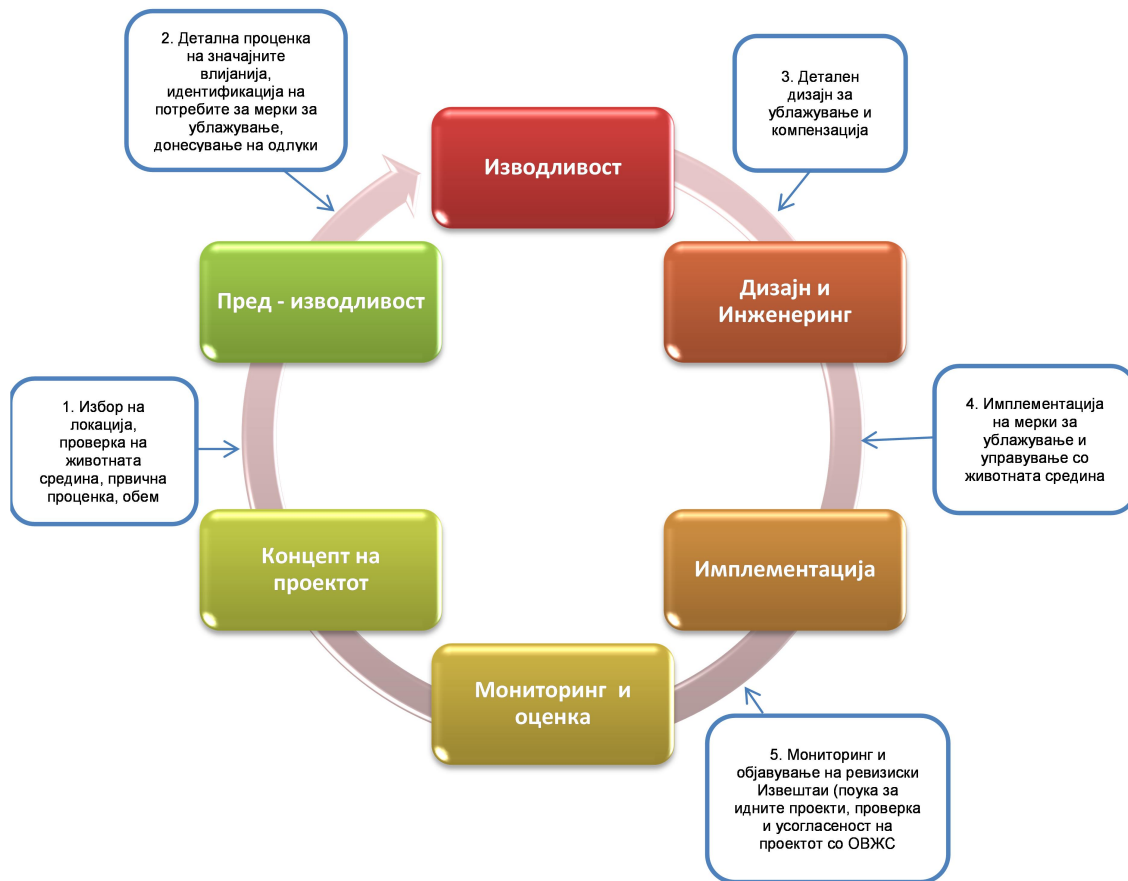 2. Детална проценка
на значајните
влијанија,
идентификација на
потребите за мерки за
ублажување,
донесување на одлуки
3. Детален
дизајн за
ублажување и
компензација
Изводливост
Пред - изводливост
Дизајн и
Инженеринг
1. Избор на
локација,
проверка на
животната
средина, првична
проценка, обем
4. Имплементација
на мерки за
ублажување и
управување со
животната средина
Концепт на
проектот
Имплементација
Мониторинг и
оценка
5. Мониторинг и
објавување на ревизиски
Извештаи (поука за
идните проекти, проверка
и усогласеност на
проектот со ОВЖС